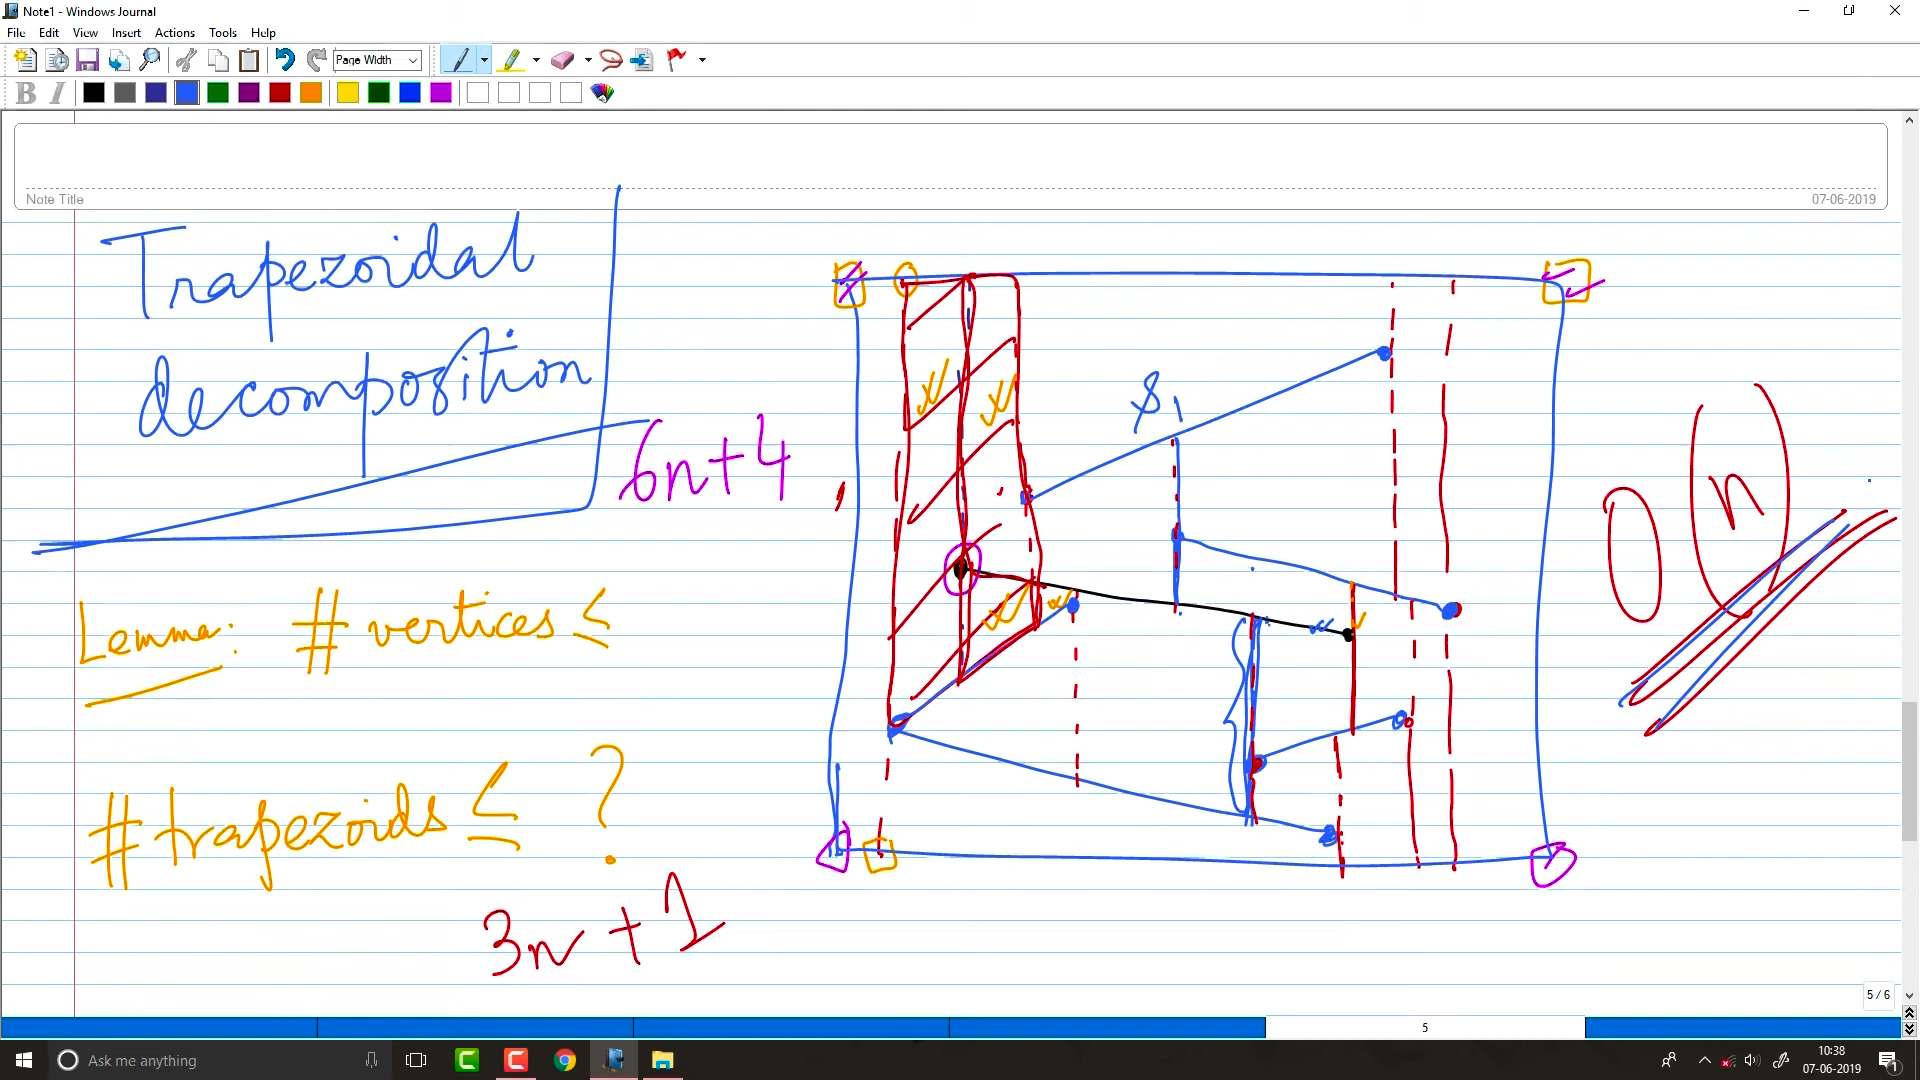 Note1 - Windows Journal
File Edit View Insert Actions Tools Help
Page Width
B I
Note Title
07-06-2019
Trapezoidal
decomposition
6n+4
S1
O(n)
Lemma: # vertices ≤
# trapezoids ≤ ?
3n + 1
5 / 6
5
Ask me anything
10:38
07-06-2019
1